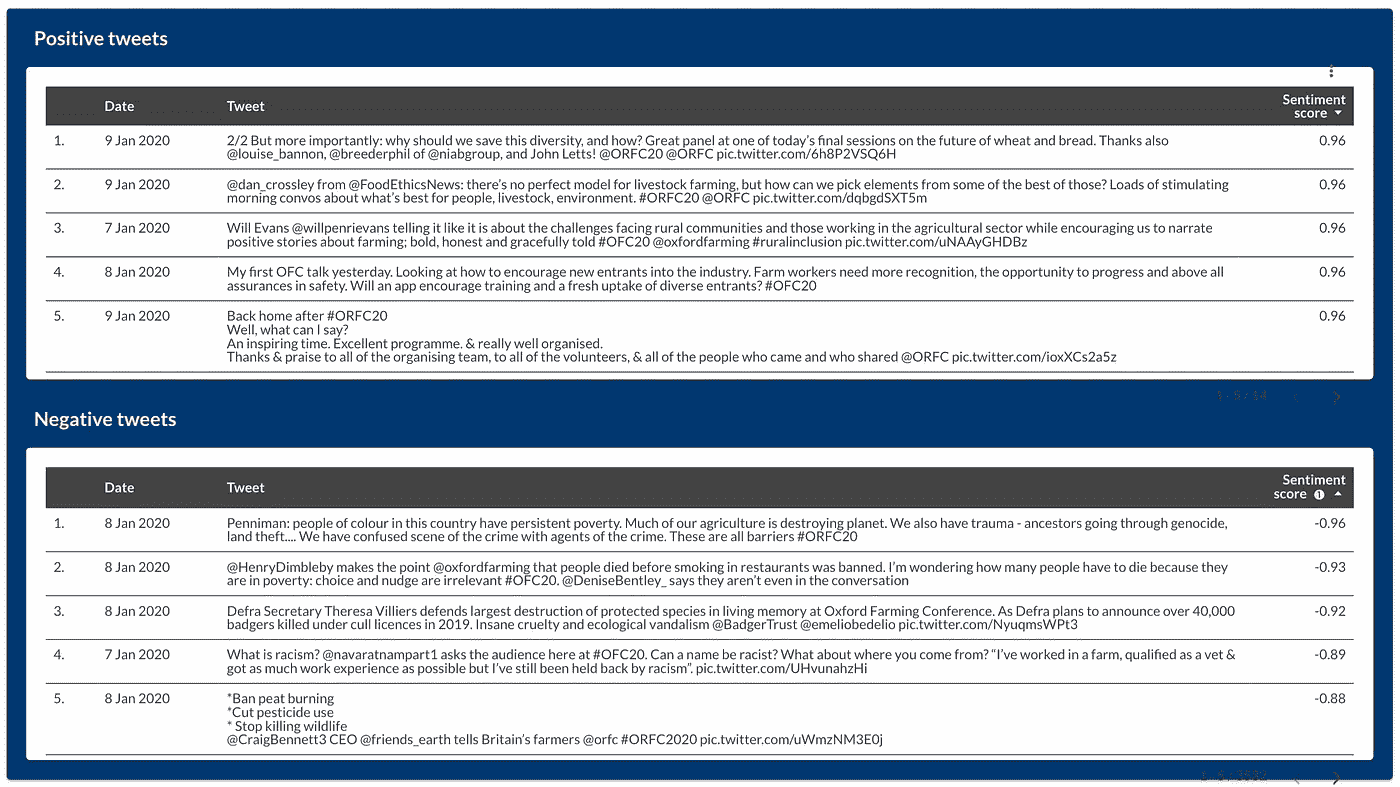 Positive tweets
Date Tweet Sentiment
score
1. 9 Jan 2020 2/2 But more importantly: why should we save this diversity, and how? Great panel at one of today’s final sessions on the future of wheat and bread. Thanks also 0.96
@louise_bannon, @breederphil of @niabgroup, and John Letts! @ORFC20 @ORFC pic.twitter.com/6h8P2VSQ6H
2. 9 Jan 2020 @dan_crossley from @FoodEthicsNews: there’s no perfect model for livestock farming, but how can we pick elements from some of the best of those? Loads of stimulating 0.96
morning convos about what’s best for people, livestock, environment. #ORFC20 @ORFC pic.twitter.com/dqbgdSXT5m
3. 7 Jan 2020 Will Evans @willpenrievans telling it like it is about the challenges facing rural communities and those working in the agricultural sector while encouraging us to narrate 0.96
positive stories about farming; bold, honest and gracefully told #OFC20 @oxfordfarming #ruralinclusion pic.twitter.com/uNAAyGHDBz
4. 8 Jan 2020 My first OFC talk yesterday. Looking at how to encourage new entrants into the industry. Farm workers need more recognition, the opportunity to progress and above all 0.96
assurances in safety. Will an app encourage training and a fresh uptake of diverse entrants? #OFC20
5. 9 Jan 2020 Back home after #ORFC20 0.96
Well, what can I say?
An inspiring time. Excellent programme. & really well organised.
Thanks & praise to all of the organising team, to all of the volunteers, & all of the people who came and who shared @ORFC pic.twitter.com/ioxXCs2a5z
Negative tweets
Date Tweet Sentiment
score 1
1. 8 Jan 2020 Penniman: people of colour in this country have persistent poverty. Much of our agriculture is destroying planet. We also have trauma - ancestors going through genocide, -0.96
land theft.... We have confused scene of the crime with agents of the crime. These are all barriers #ORFC20
2. 8 Jan 2020 @HenryDimbleby makes the point @oxfordfarming that people died before smoking in restaurants was banned. I’m wondering how many people have to die because they -0.93
are in poverty: choice and nudge are irrelevant #OFC20. @DeniseBentley_ says they aren’t even in the conversation
3. 8 Jan 2020 Defra Secretary Theresa Villiers defends largest destruction of protected species in living memory at Oxford Farming Conference. As Defra plans to announce over 40,000 -0.92
badgers killed under cull licences in 2019. Insane cruelty and ecological vandalism @BadgerTrust @emeliobedelio pic.twitter.com/NyuqmsWPt3
4. 7 Jan 2020 What is racism? @navaratnampart1 asks the audience here at #OFC20. Can a name be racist? What about where you come from? “I’ve worked in a farm, qualified as a vet & -0.89
got as much work experience as possible but I’ve still been held back by racism”. pic.twitter.com/UHvunahzHi
5. 8 Jan 2020 *Ban peat burning -0.88
*Cut pesticide use
* Stop killing wildlife
@CraigBennett3 CEO @friends_earth tells Britain’s farmers @orfc #ORFC2020 pic.twitter.com/uWmzNM3E0j